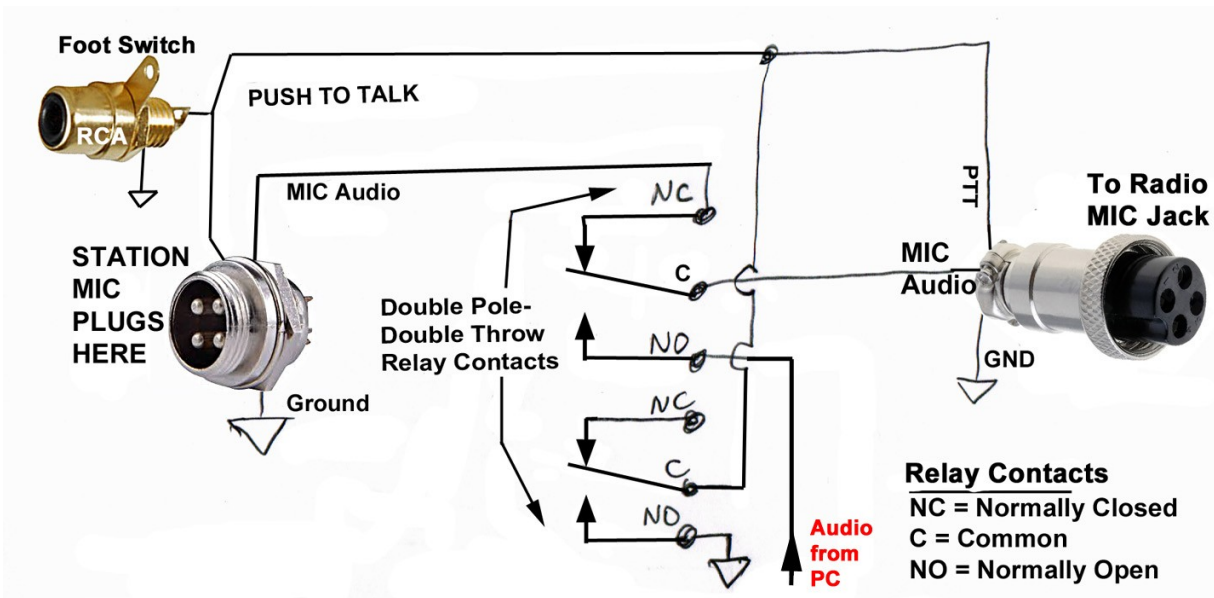 Foot Switch
RCA
PUSH TO TALK
MIC Audio
STATION
MIC
PLUGS
HERE
Ground
Double Pole-
Double Throw
Relay Contacts
NC
C
NO
NC
C
NO
Audio
from
PC
PTT
MIC
Audio
GND
To Radio
MIC Jack
Relay Contacts
NC = Normally Closed
C = Common
NO = Normally Open